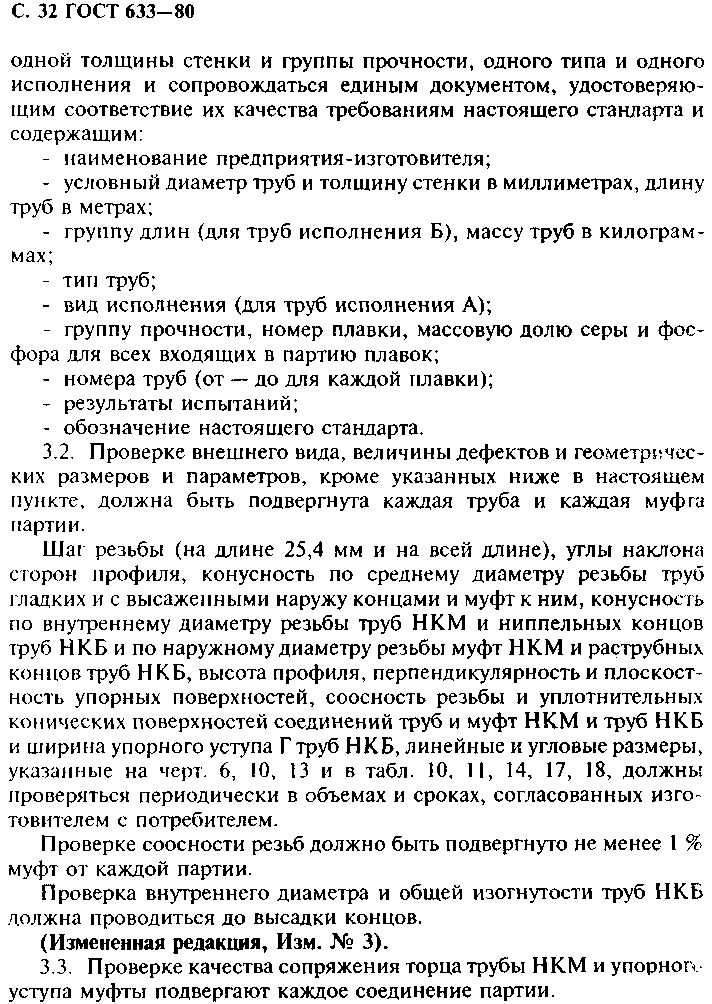 С. 32 ГОСТ 633—80
одной толщины стенки и группы прочности, одного типа и одного
исполнения и сопровождаться единым документом, удостоверяю-
щим соответствие их качества требованиям настоящего стандарта и
содержащим:
- наименование предприятия-изготовителя;
- условный диаметр труб и толщину стенки в миллиметрах, длину
труб в метрах;
- группу длин (для труб исполнения Б), массу труб в килограм-
мах;
- тип труб;
- вид исполнения (для труб исполнения А);
- группу прочности, номер плавки, массовую долю серы и фос-
фора для всех входящих в партию плавок;
- номера труб (от — до для каждой плавки);
- результаты испытаний;
- обозначение настоящего стандарта.
3.2. Проверке внешнего вида, величины дефектов и геометричес-
ких размеров и параметров, кроме указанных ниже в настоящем
пункте, должна быть подвергнута каждая труба и каждая муфта
партии.
Шаг резьбы (на длине 25,4 мм и на всей длине), углы наклона
сторон профиля, конусность по среднему диаметру резьбы труб
гладких и с высаженными наружу концами и муфт к ним, конусность
по внутреннему диаметру резьбы труб НКМ и ниппельных концов
труб НКБ и по наружному диаметру резьбы муфт НКМ и раструбных
концов труб НКБ, высота профиля, перпендикулярность и плоскост-
ность упорных поверхностей, соосность резьбы и уплотнительных
конических поверхностей соединений труб и муфт НКМ и труб НКБ
и ширина упорного уступа Г труб НКБ, линейные и угловые размеры,
указанные на черт. 6, 10, 13 и в табл. 10, 11, 14, 17, 18, должны
проверяться периодически в объемах и сроках, согласованных изго-
товителем с потребителем.
Проверке соосности резьб должно быть подвергнуто не менее 1 %
муфт от каждой партии.
Проверка внутреннего диаметра и общей изогнутости труб НКБ
должна проводиться до высадки концов.
(Измененная редакция, Изм. № 3).
3.3. Проверке качества сопряжения торца трубы НКМ и упорного
уступа муфты подвергают каждое соединение партии.